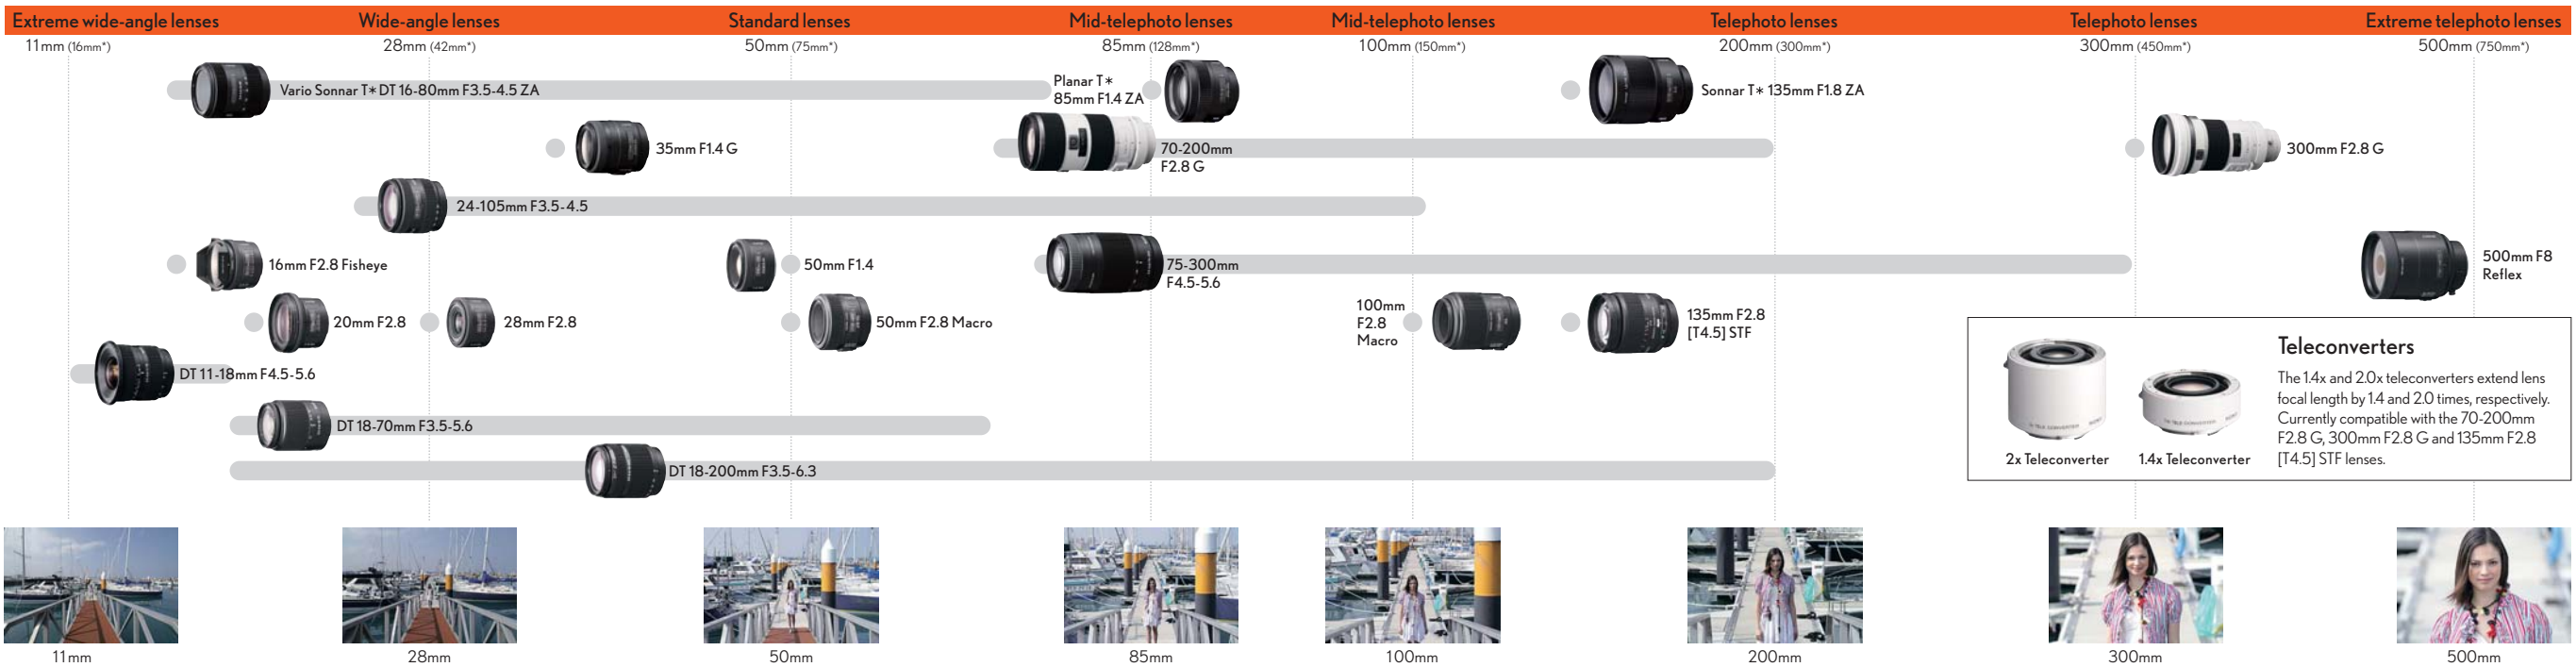 Extreme wide-angle lenses
Wide-angle lenses
Standard lenses
Mid-telephoto lenses
Mid-telephoto lenses
Telephoto lenses
Telephoto lenses
Extreme telephoto lenses
11mm (16mm*)
28mm (42mm*)
50mm (75mm*)
85mm (128mm*)
100mm (150mm*)
200mm (300mm*)
300mm (450mm*)
500mm (750mm*)
Vario Sonnar T* DT 16-80mm F3.5-4.5 ZA
Planar T*
85mm F1.4 ZA
Sonnar T* 135mm F1.8 ZA
35mm F1.4 G
70-200mm
F2.8 G
300mm F2.8 G
24-105mm F3.5-4.5
16mm F2.8 Fisheye
50mm F1.4
75-300mm
F4.5-5.6
500mm F8
Reflex
20mm F2.8
28mm F2.8
50mm F2.8 Macro
100mm
F2.8
Macro
135mm F2.8
[T4.5] STF
DT 11-18mm F4.5-5.6
DT 18-70mm F3.5-5.6
DT 18-200mm F3.5-6.3
Teleconverters
The 1.4x and 2.0x teleconverters extend lens
focal length by 1.4 and 2.0 times, respectively.
Currently compatible with the 70-200mm
F2.8 G, 300mm F2.8 G and 135mm F2.8
[T4.5] STF lenses.
2x Teleconverter
1.4x Teleconverter
11mm
28mm
50mm
85mm
100mm
200mm
300mm
500mm